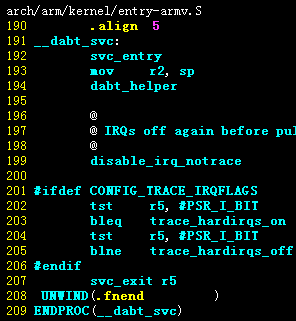 arch/arm/kernel/entry-armv.S
190 .align 5
191 __dabt_svc:
192 svc_entry
193 mov r2, sp
194 dabt_helper
195
196 @
197 @ IRQs off again before pul
198 @
199 disable_irq_notrace
200
201 #ifdef CONFIG_TRACE_IRQFLAGS
202 tst r5, #PSR_I_BIT
203 bleq trace_hardirqs_on
204 tst r5, #PSR_I_BIT
205 blne trace_hardirqs_off
206 #endif
207 svc_exit r5
208 UNWIND(.fnend )
209 ENDPROC(__dabt_svc)